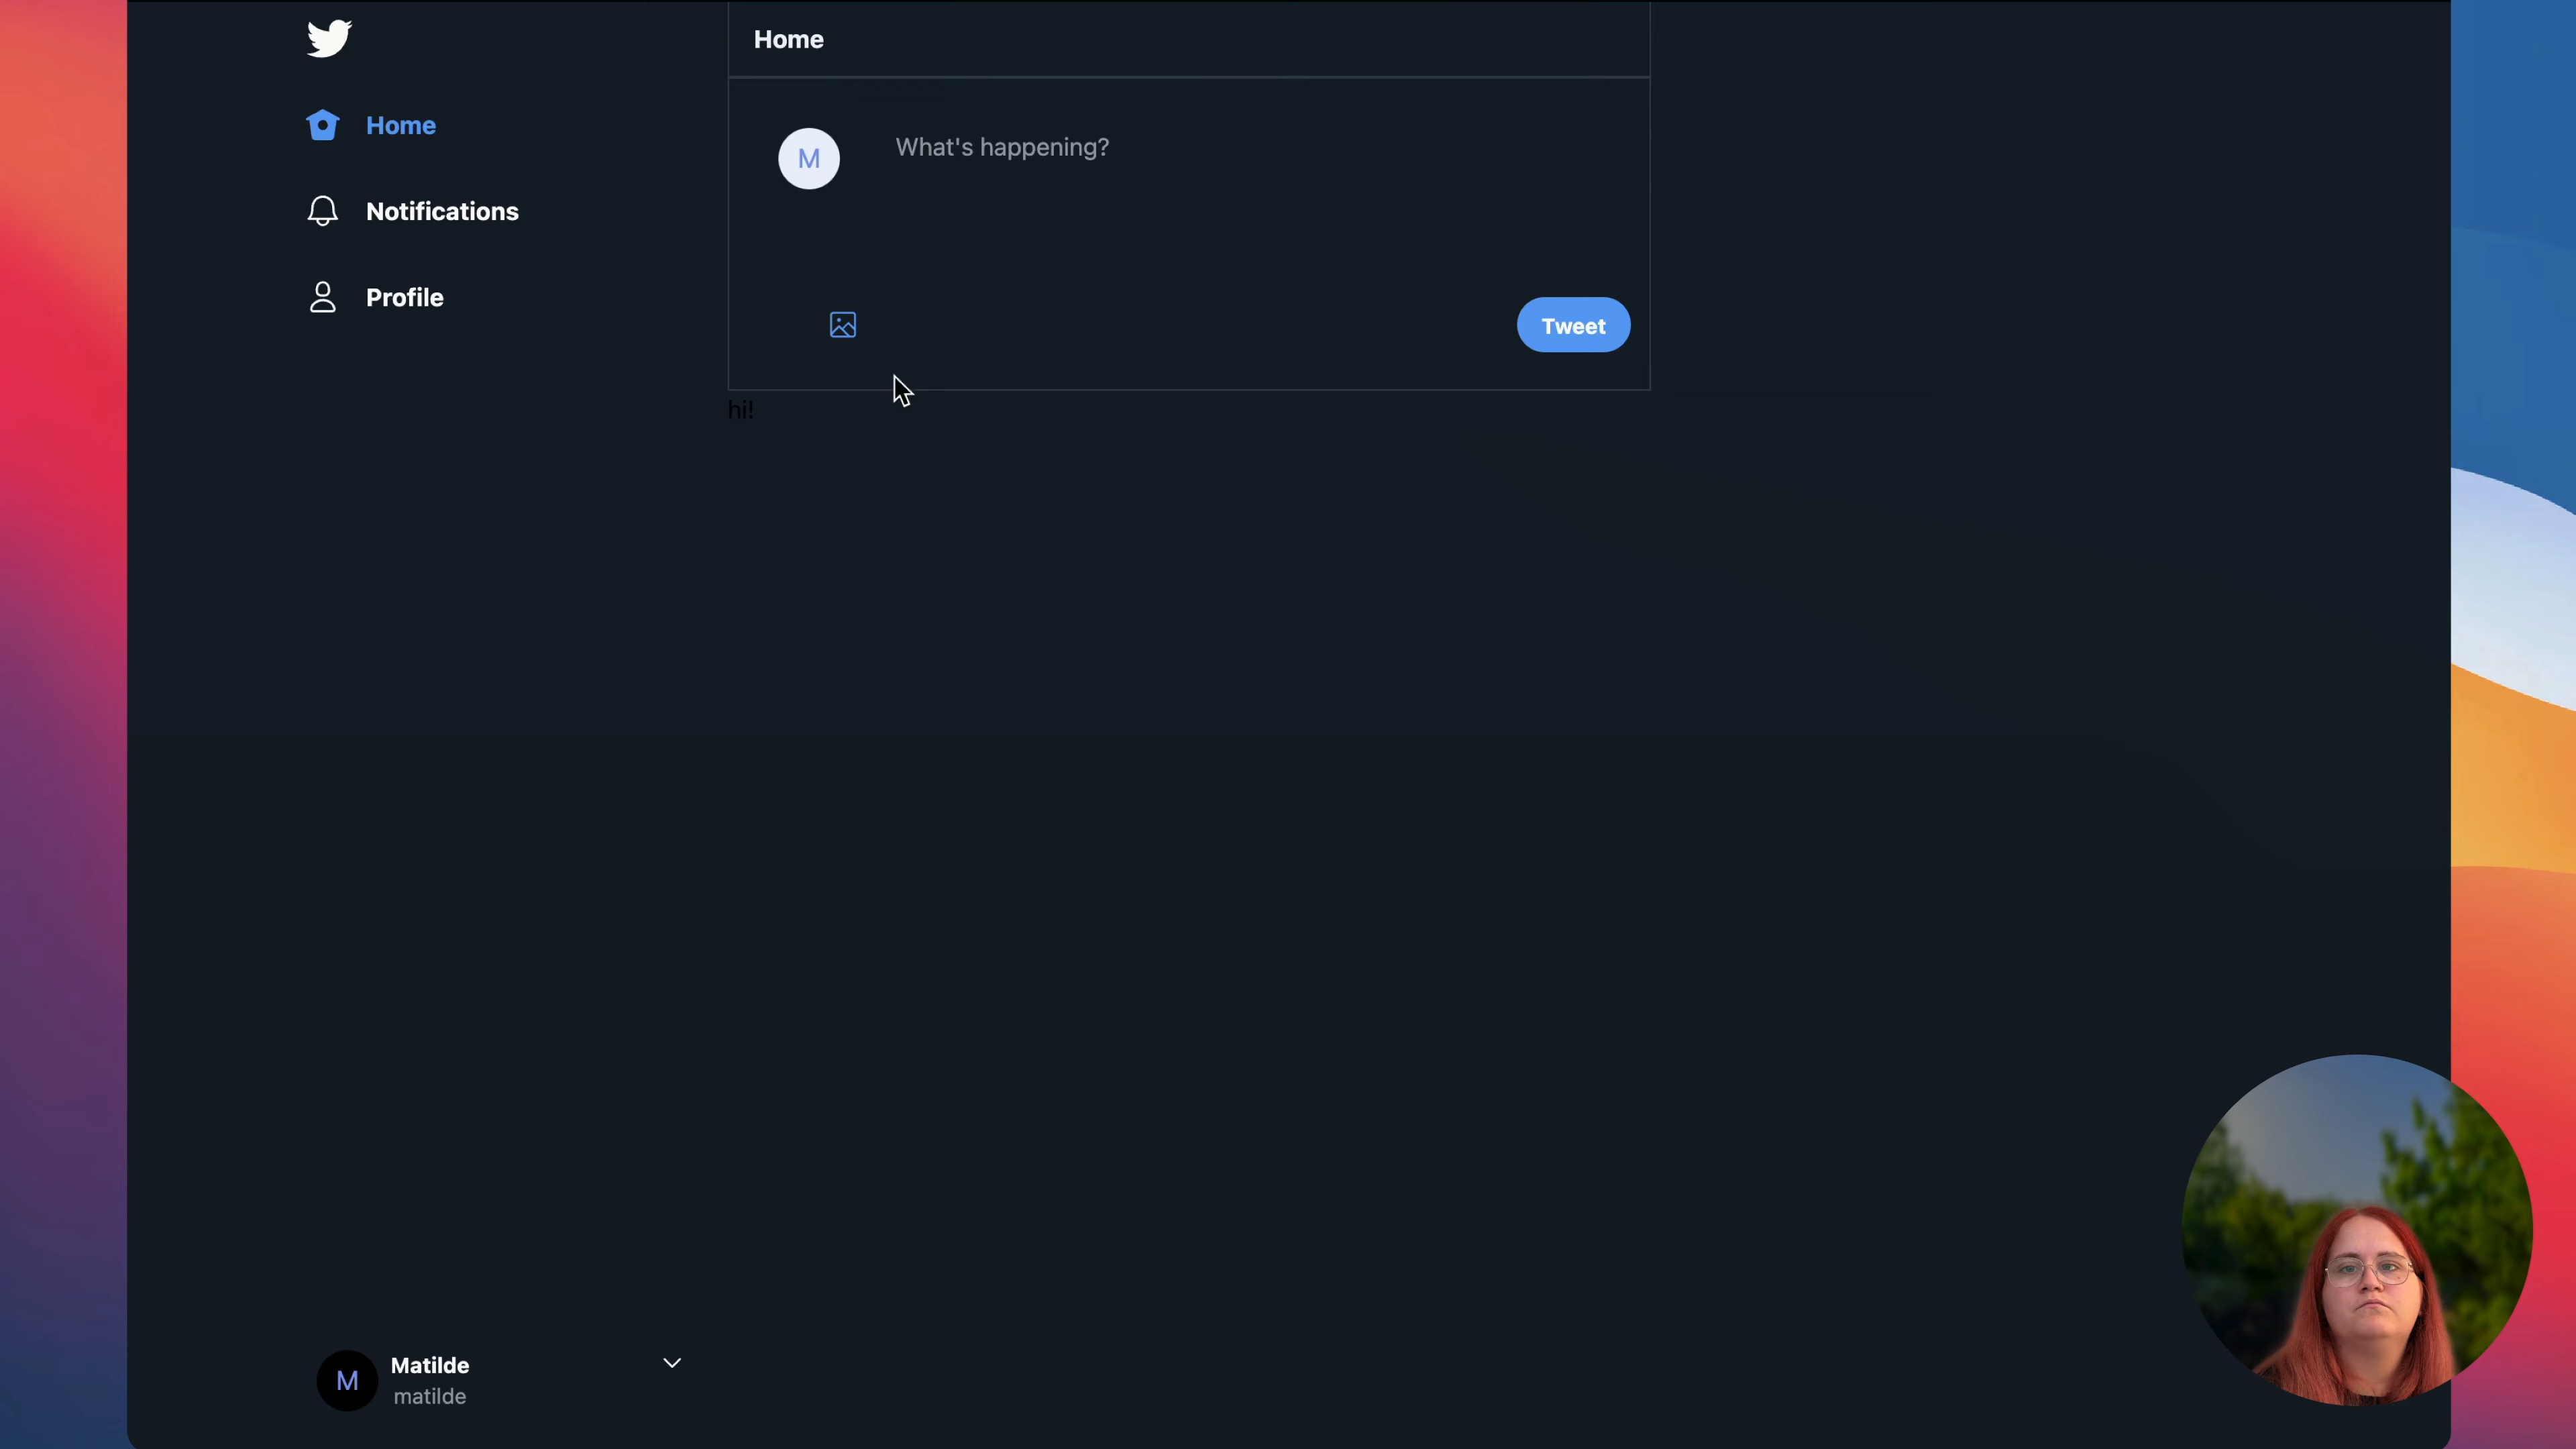 Home
Home
Notifications
Profile
M
What's happening?
Tweet
hi!
M
Matilde
matilde